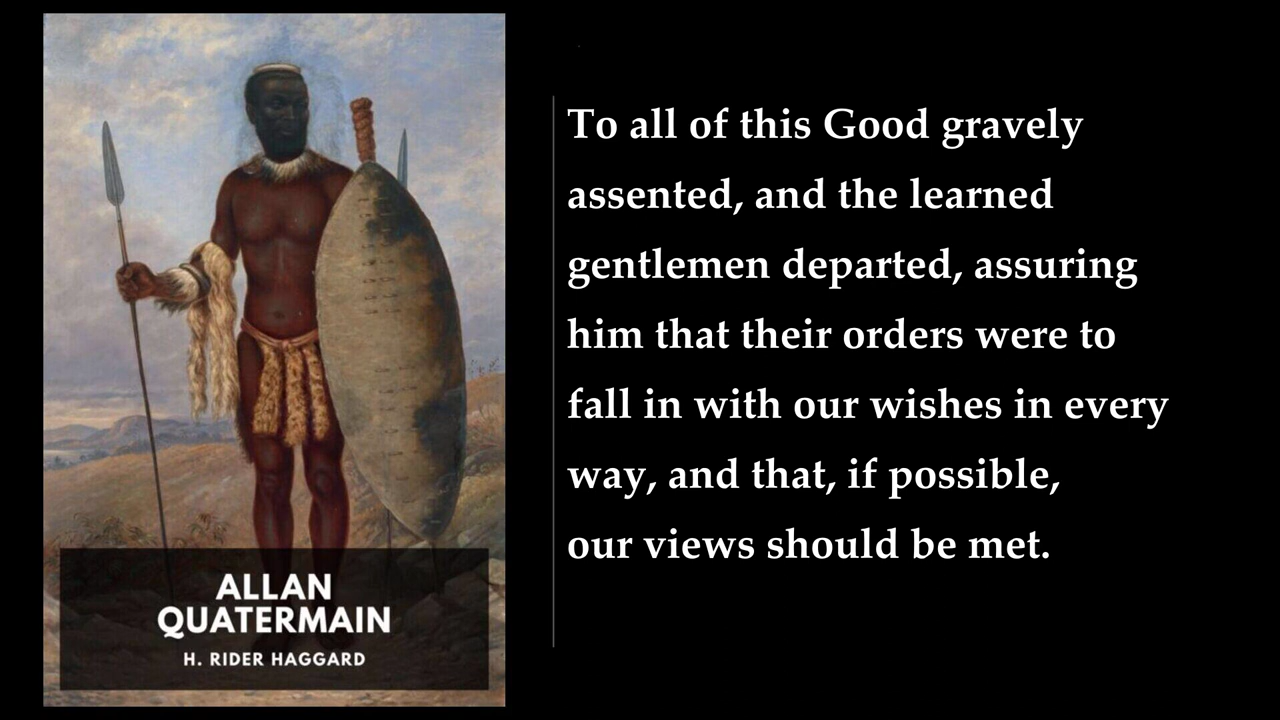 ALLAN
QUATERMAIN
H. RIDER HAGGARD
To all of this Good gravely
assented, and the learned
gentlemen departed, assuring
him that their orders were to
fall in with our wishes in every
way, and that, if possible,
our views should be met.